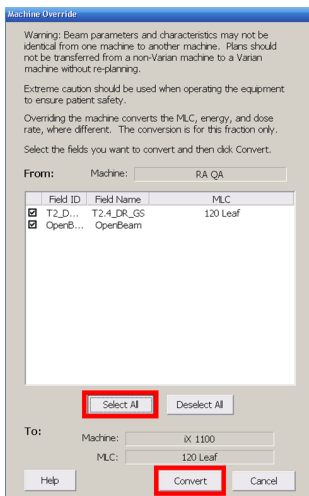 Machine Override
Warning: Beam parameters and characteristics may not be
identical from one machine to another machine. Plans should
not be transferred from a non-Varian machine to a Varian
machine without re-planning.
Extreme caution should be used when operating the equipment
to ensure patient safety.
Overriding the machine converts the MLC, energy, and dose
rate, where different. The conversion is for this fraction only.
Select the fields you want to convert and then click Convert.
From: Machine: RA QA
Field ID Field Name MLC
T2_D... T2.4_DR_GS 120 Leaf
OpenB... OpenBeam
Select All Deselect All
To: Machine: iX 1100
MLC: 120 Leaf
Help Convert Cancel